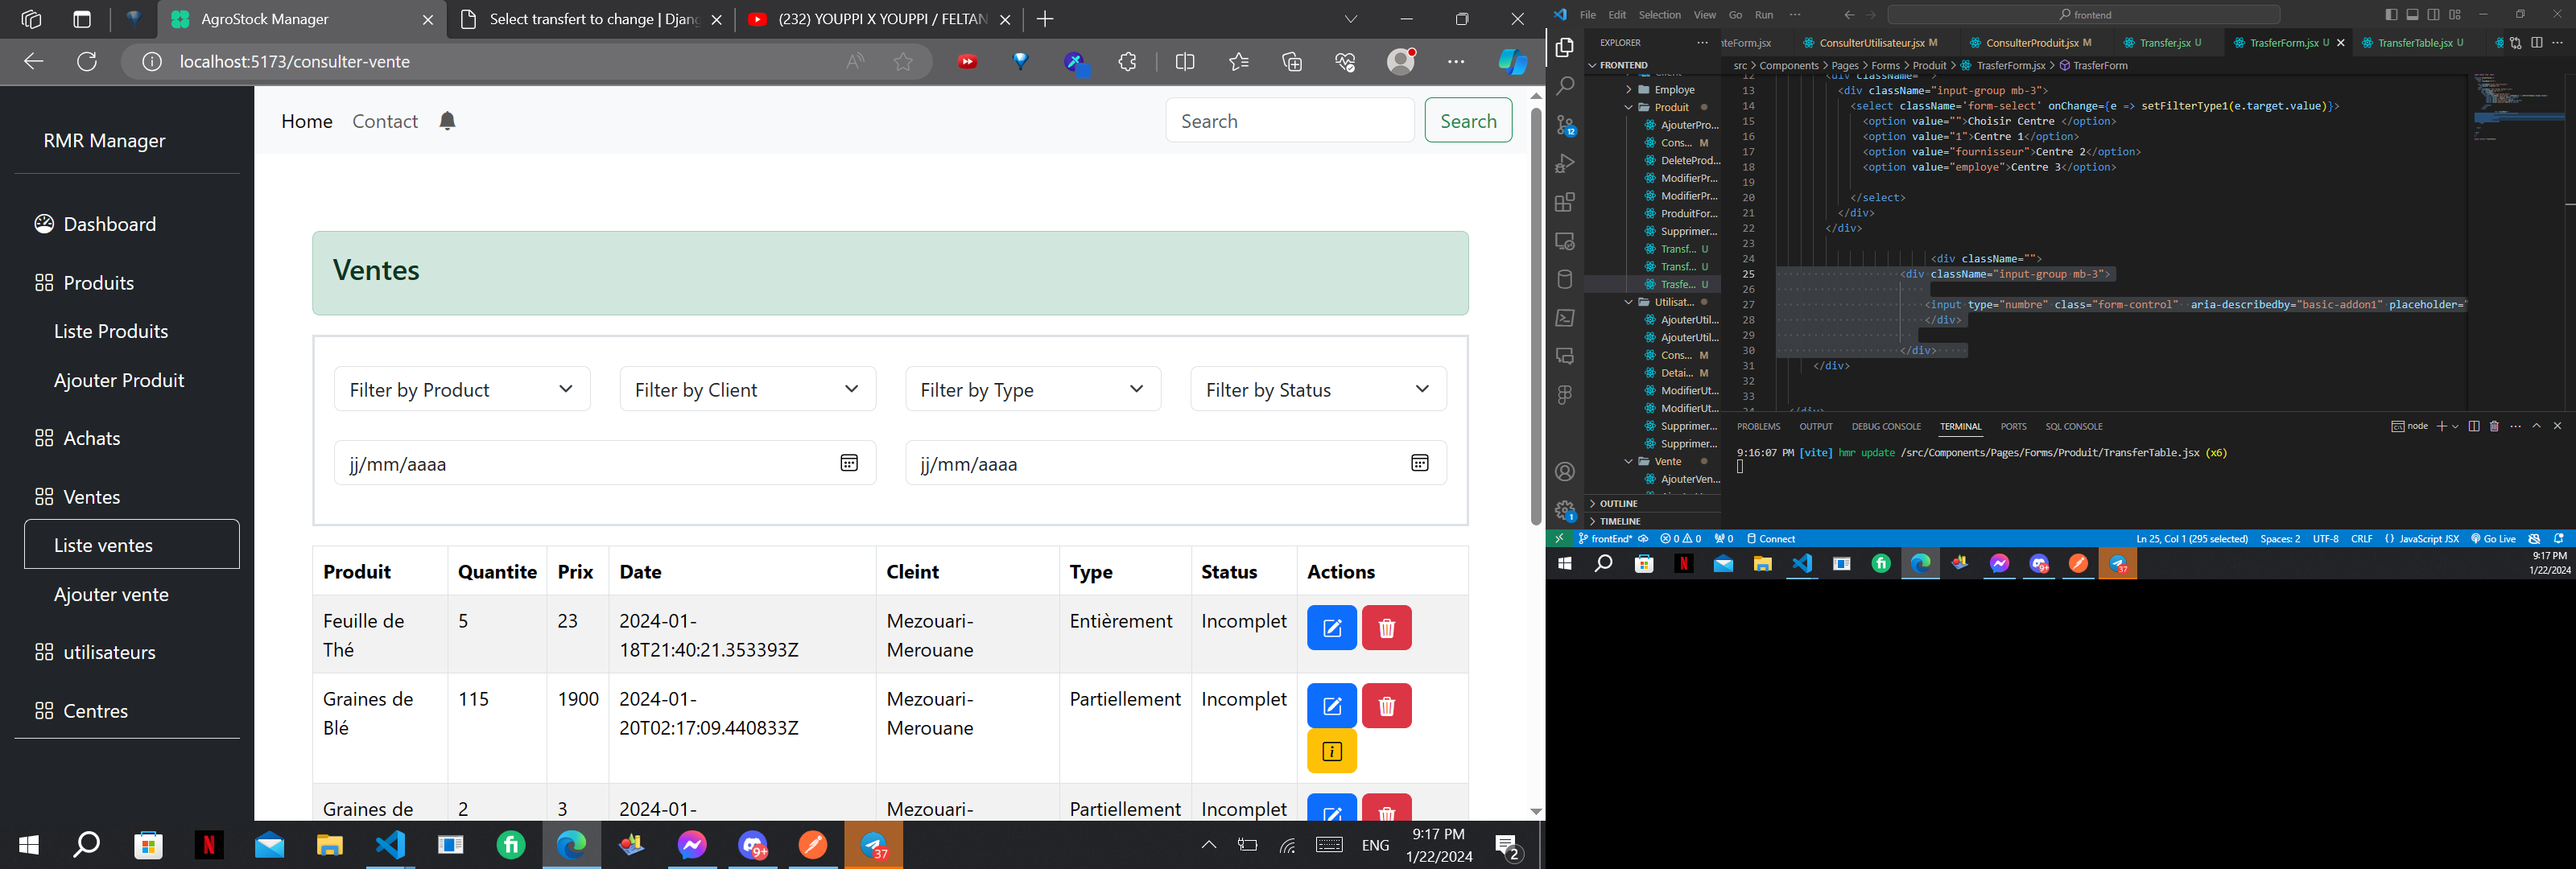 AgroStock Manager
Select transfert to change | Djang
(232) YOUPPI X YOUPPI / FELTAN
localhost:5173/consulter-vente
RMR Manager
Dashboard
Produits
Liste Produits
Ajouter Produit
Achats
Ventes
Liste ventes
Ajouter vente
utilisateurs
Centres
Home Contact Search Search
Ventes
Filter by Product Filter by Client Filter by Type Filter by Status
jj/mm/aaaa jj/mm/aaaa
Produit Quantite Prix Date Cleint Type Status Actions
Feuille de Thé 5 23 2024-01-18T21:40:21.353393Z Mezouari-Merouane Entièrement Incomplet
Graines de Blé 115 1900 2024-01-20T02:17:09.440833Z Mezouari-Merouane Partiellement Incomplet
Graines de 2 3 2024-01- Mezouari- Partiellement Incomplet
37 ENG 9:17 PM
1/22/2024 2
File Edit Selection View Go Run ··· frontend
EXPLORER ···
FRONTEND
Employe
Produit
AjouterPro...
Cons... M
DeleteProd...
ModifierPr...
ModifierPr...
ProduitFor...
Supprimer...
Transf... U
Transf... U
Trasfe... U
Utilisat...
AjouterUtil...
AjouterUtil...
Cons... M
Detai... M
ModifierUt...
ModifierUt...
Supprimer...
Supprimer...
Vente
AjouterVen...
OUTLINE
TIMELINE
nteForm.jsx ConsulterUtilisateur.jsx M ConsulterProduit.jsx M Transfer.jsx U TrasferForm.jsx U TransferTable.jsx U
src > Components > Pages > Forms > Produit > TrasferForm.jsx > TrasferForm
12 <div className="">
13 <div className="input-group mb-3">
14 <select className='form-select' onChange={e => setFilterType1(e.target.value)}>
15 <option value="">Choisir Centre </option>
16 <option value="1">Centre 1</option>
17 <option value="fournisseur">Centre 2</option>
18 <option value="employe">Centre 3</option>
19
20 </select>
21 </div>
22 </div>
23
24 <div className="">
25 <div className="input-group mb-3">
26
27 <input type="numbre" class="form-control" aria-describedby="basic-addon1" placeholder="
28 </div>
29
30 </div>
31 </div>
32
33
34 </div>
PROBLEMS OUTPUT DEBUG CONSOLE TERMINAL PORTS SQL CONSOLE node
9:16:07 PM [vite] hmr update /src/Components/Pages/Forms/Produit/TransferTable.jsx (x6)
frontEnd* 0 0 0 Connect Ln 25, Col 1 (295 selected) Spaces: 2 UTF-8 CRLF {} JavaScript JSX Go Live
9:17 PM
1/22/2024